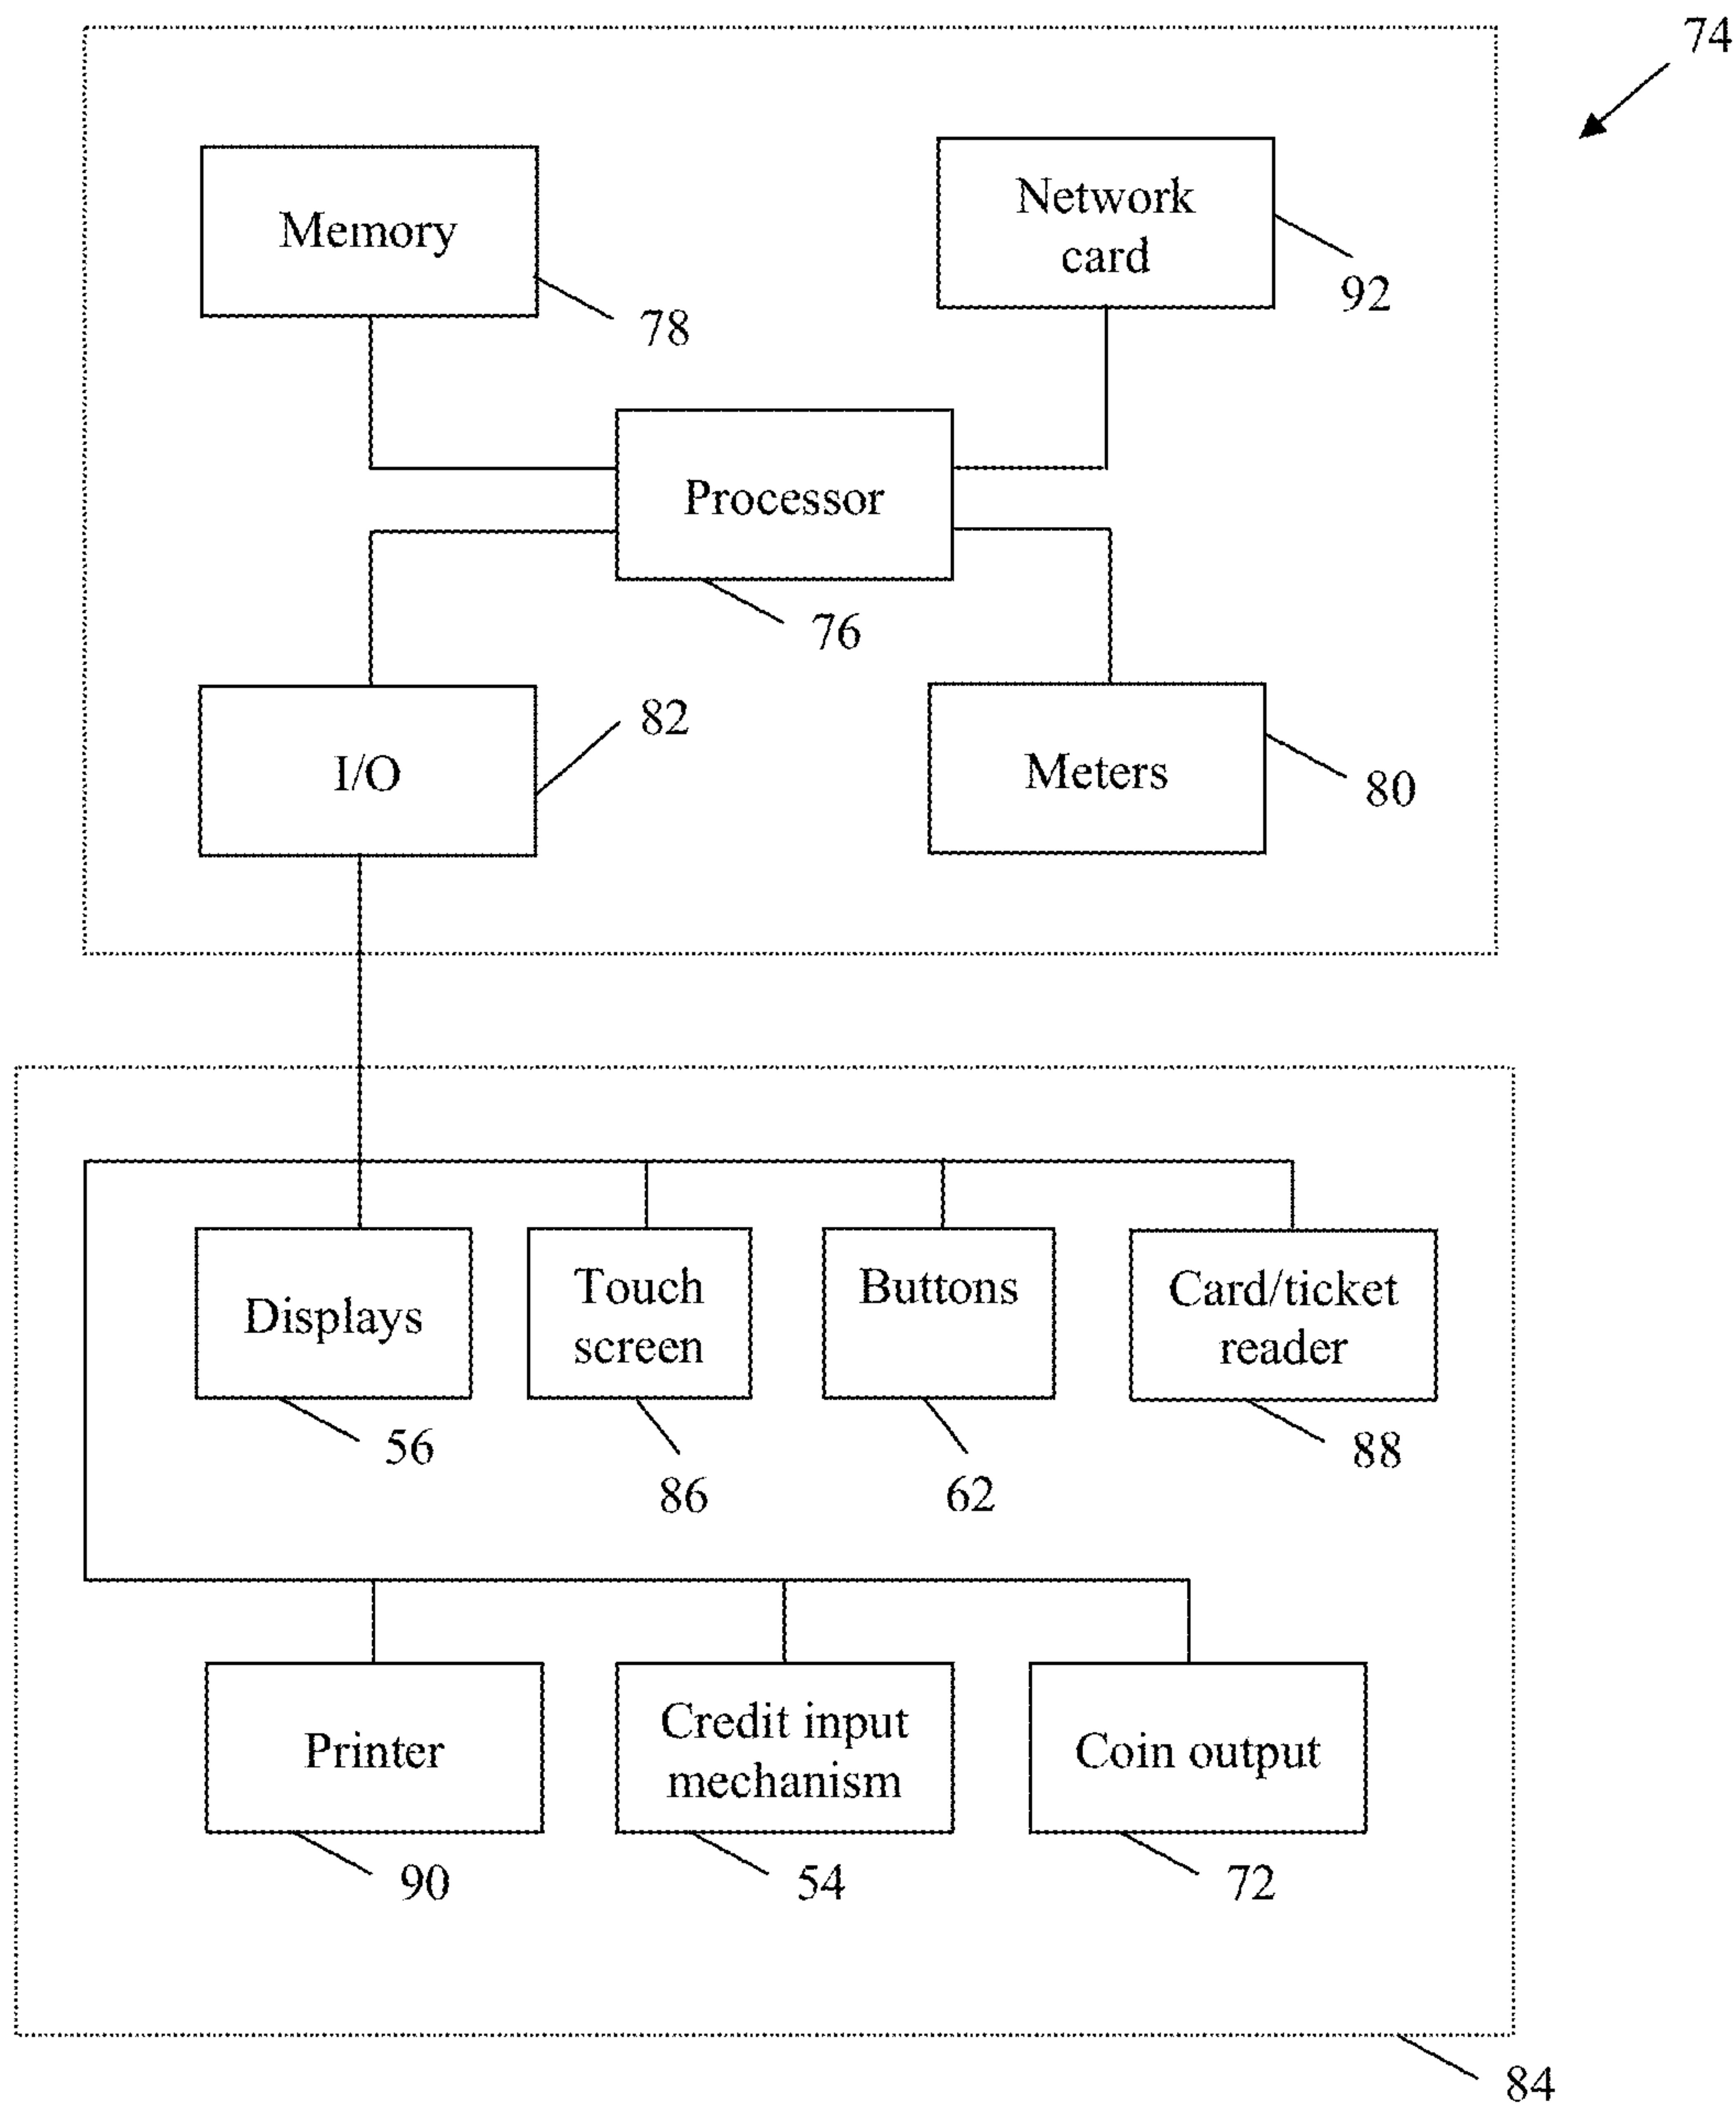 74
Memory
78
Network
card
92
Processor
76
I/O
82
Meters
80
Displays
56
Touch
screen
86
Buttons
62
Card/ticket
reader
88
Printer
90
Credit input
mechanism
54
Coin output
72
84